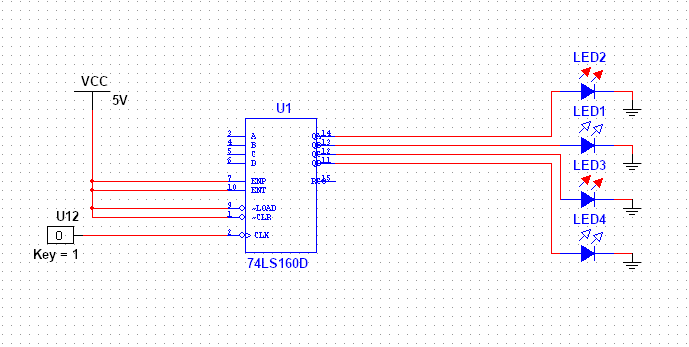 VCC
5V
U1
3 A QA 14
4 B QB 13
5 C QC 12
6 D QD 11
7 ENP RCO 15
10 ENT
9 ~LOAD
1 ~CLR
2 CLK
74LS160D
U12
0
Key = 1
LED2
LED1
LED3
LED4